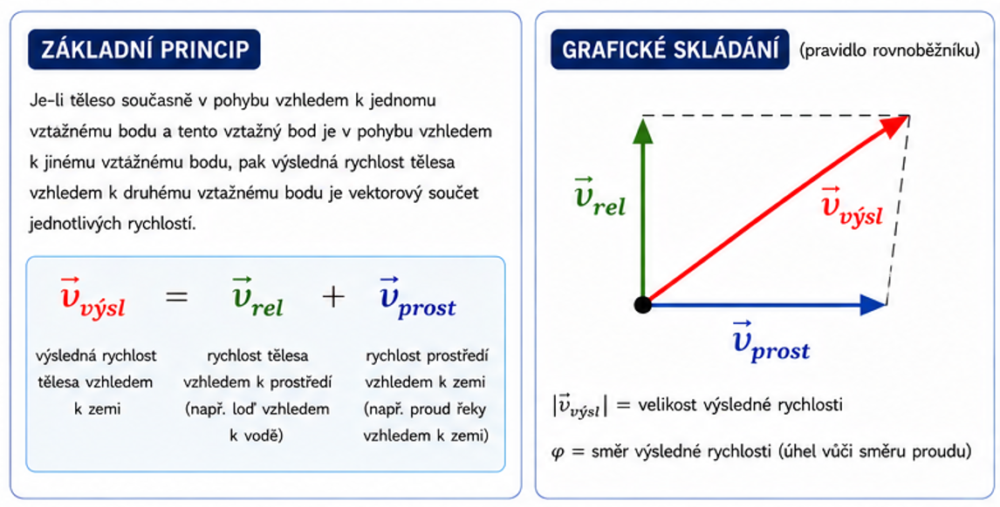 ZÁKLADNÍ PRINCIP
Je-li těleso současně v pohybu vzhledem k jednomu
vztažnému bodu a tento vztažný bod je v pohybu vzhledem
k jinému vztažnému bodu, pak výsledná rychlost tělesa
vzhledem k druhému vztažnému bodu je vektorový součet
jednotlivých rychlostí.
v⃗výsl = v⃗rel + v⃗prost
výsledná rychlost
tělesa vzhledem
k zemi
rychlost tělesa
vzhledem k prostředí
(např. loď vzhledem
k vodě)
rychlost prostředí
vzhledem k zemi
(např. proud řeky
vzhledem k zemi)
GRAFICKÉ SKLÁDÁNÍ (pravidlo rovnoběžníku)
v⃗rel
v⃗výsl
v⃗prost
|v⃗výsl| = velikost výsledné rychlosti
φ = směr výsledné rychlosti (úhel vůči směru proudu)